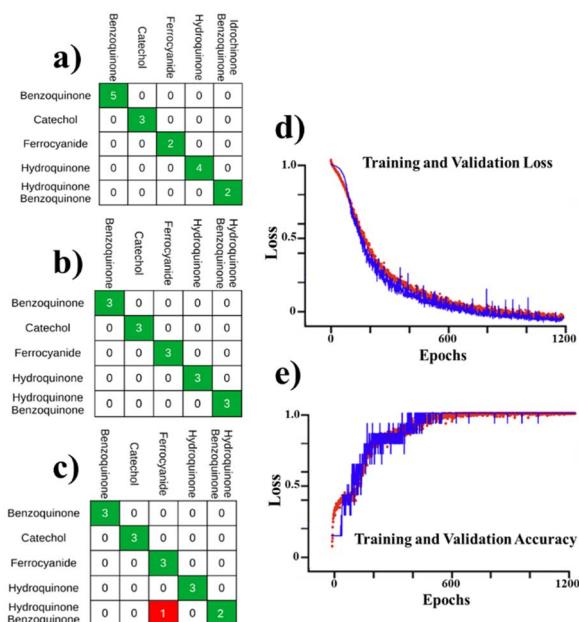 a)
Benzoquinone
Catechol
Ferrocyanide
Hydroquinone
Idrochinone
Benzoquinone
Benzoquinone 5 0 0 0 0
Catechol 0 3 0 0 0
Ferrocyanide 0 0 2 0 0
Hydroquinone 0 0 0 4 0
Hydroquinone
Benzoquinone 0 0 0 0 2
b)
Benzoquinone
Catechol
Ferrocyanide
Hydroquinone
Hydroquinone
Benzoquinone
Benzoquinone 3 0 0 0 0
Catechol 0 3 0 0 0
Ferrocyanide 0 0 3 0 0
Hydroquinone 0 0 0 3 0
Hydroquinone
Benzoquinone 0 0 0 0 3
c)
Benzoquinone
Catechol
Ferrocyanide
Hydroquinone
Hydroquinone
Benzoquinone
Benzoquinone 3 0 0 0 0
Catechol 0 3 0 0 0
Ferrocyanide 0 0 3 0 0
Hydroquinone 0 0 0 3 0
Hydroquinone
Benzoquinone 0 0 1 0 2
d)
Training and Validation Loss
Loss
1.0
0.5
0
0 600 1200
Epochs
e)
Loss
1.0
0.5
0
Training and Validation Accuracy
0 600 1200
Epochs